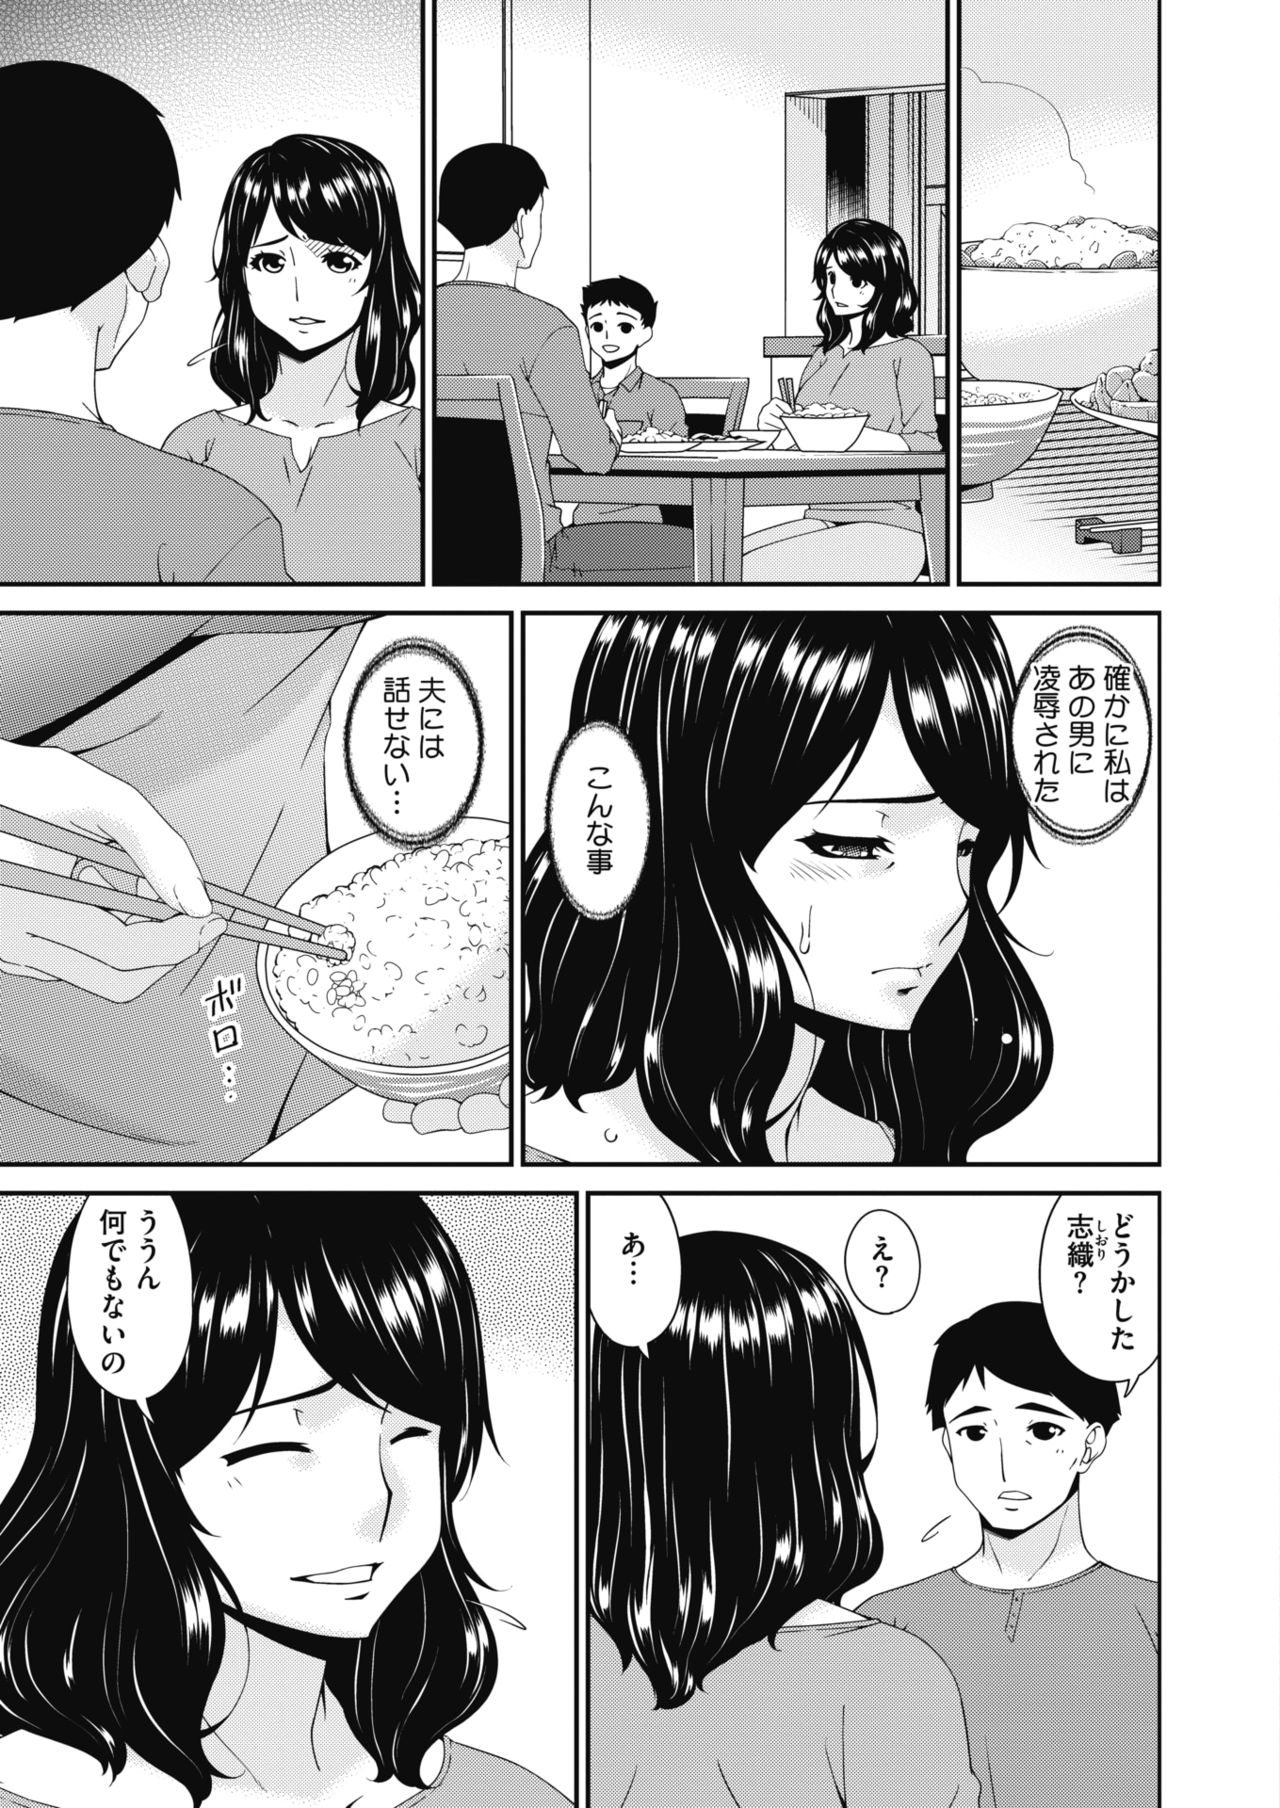 確かに私は
あの男に
凌辱された
こんな事
夫には
話せない…
ボロ…
どうかした
志織？
しおり
え？
あ…
ううん
何でもないの